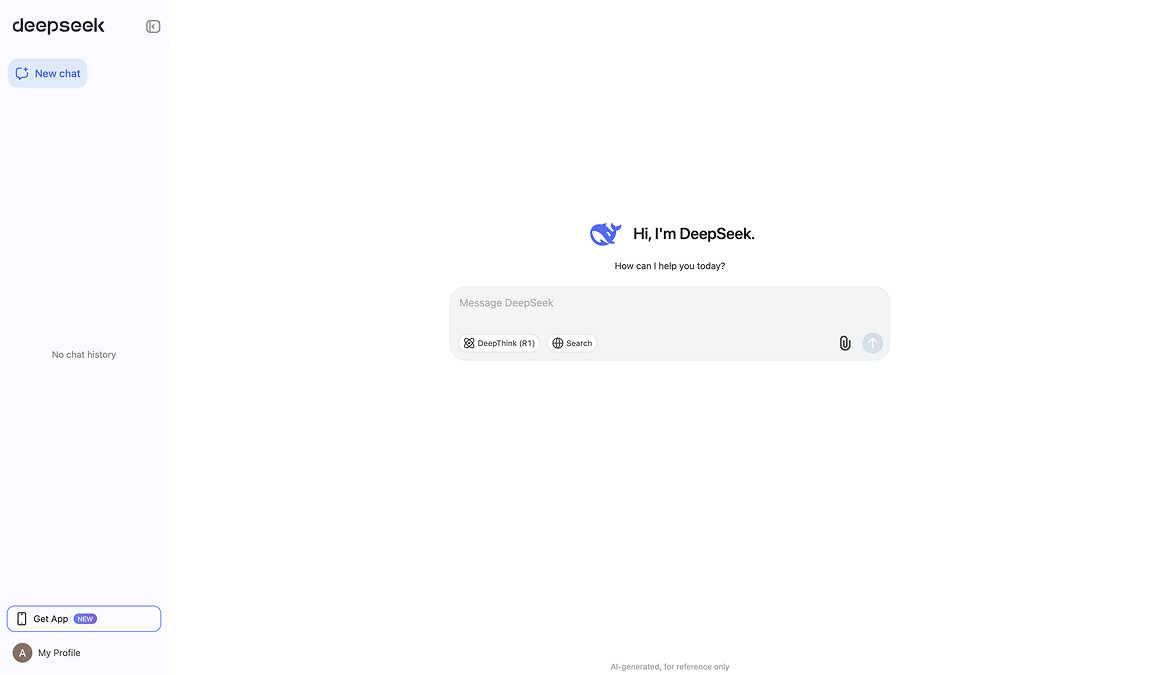 deepseek
New chat
No chat history
Get App NEW
A My Profile
Hi, I'm DeepSeek.
How can I help you today?
Message DeepSeek
DeepThink (R1) Search
AI-generated, for reference only